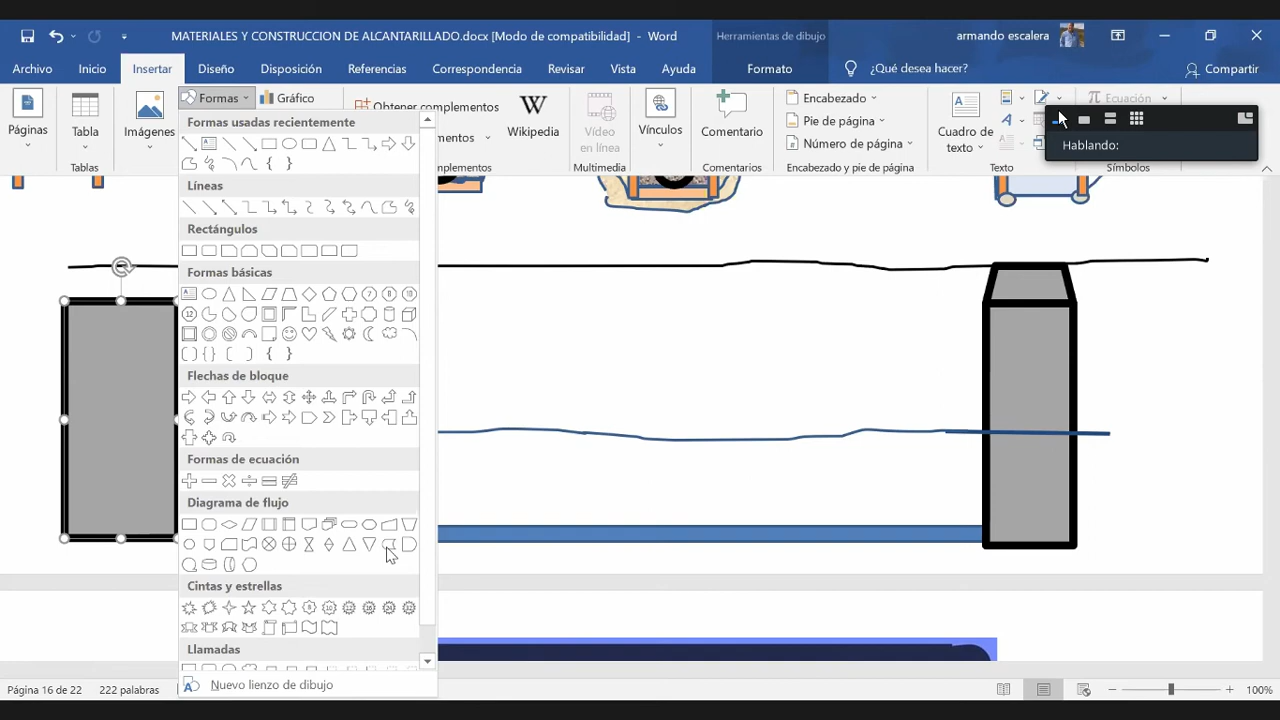 MATERIALES Y CONSTRUCCION DE ALCANTARILLADO.docx [Modo de compatibilidad] - Word
Herramientas de dibujo
armando escalera
Archivo Inicio Insertar Diseño Disposición Referencias Correspondencia Revisar Vista Ayuda Formato ¿Qué desea hacer? Compartir
Formas Gráfico Obtener complementos Encabezado Ecuación
Páginas Tabla Imágenes Wikipedia Vídeo en línea Vínculos Comentario Pie de página Cuadro de texto
Número de página
Hablando:
Tablas Multimedia Comentarios Encabezado y pie de página Texto Símbolos
Formas usadas recientemente
Líneas
Rectángulos
Formas básicas
7 8 10
12
Flechas de bloque
Formas de ecuación
Diagrama de flujo
Cintas y estrellas
Llamadas
Nuevo lienzo de dibujo
Página 16 de 22 222 palabras 100%